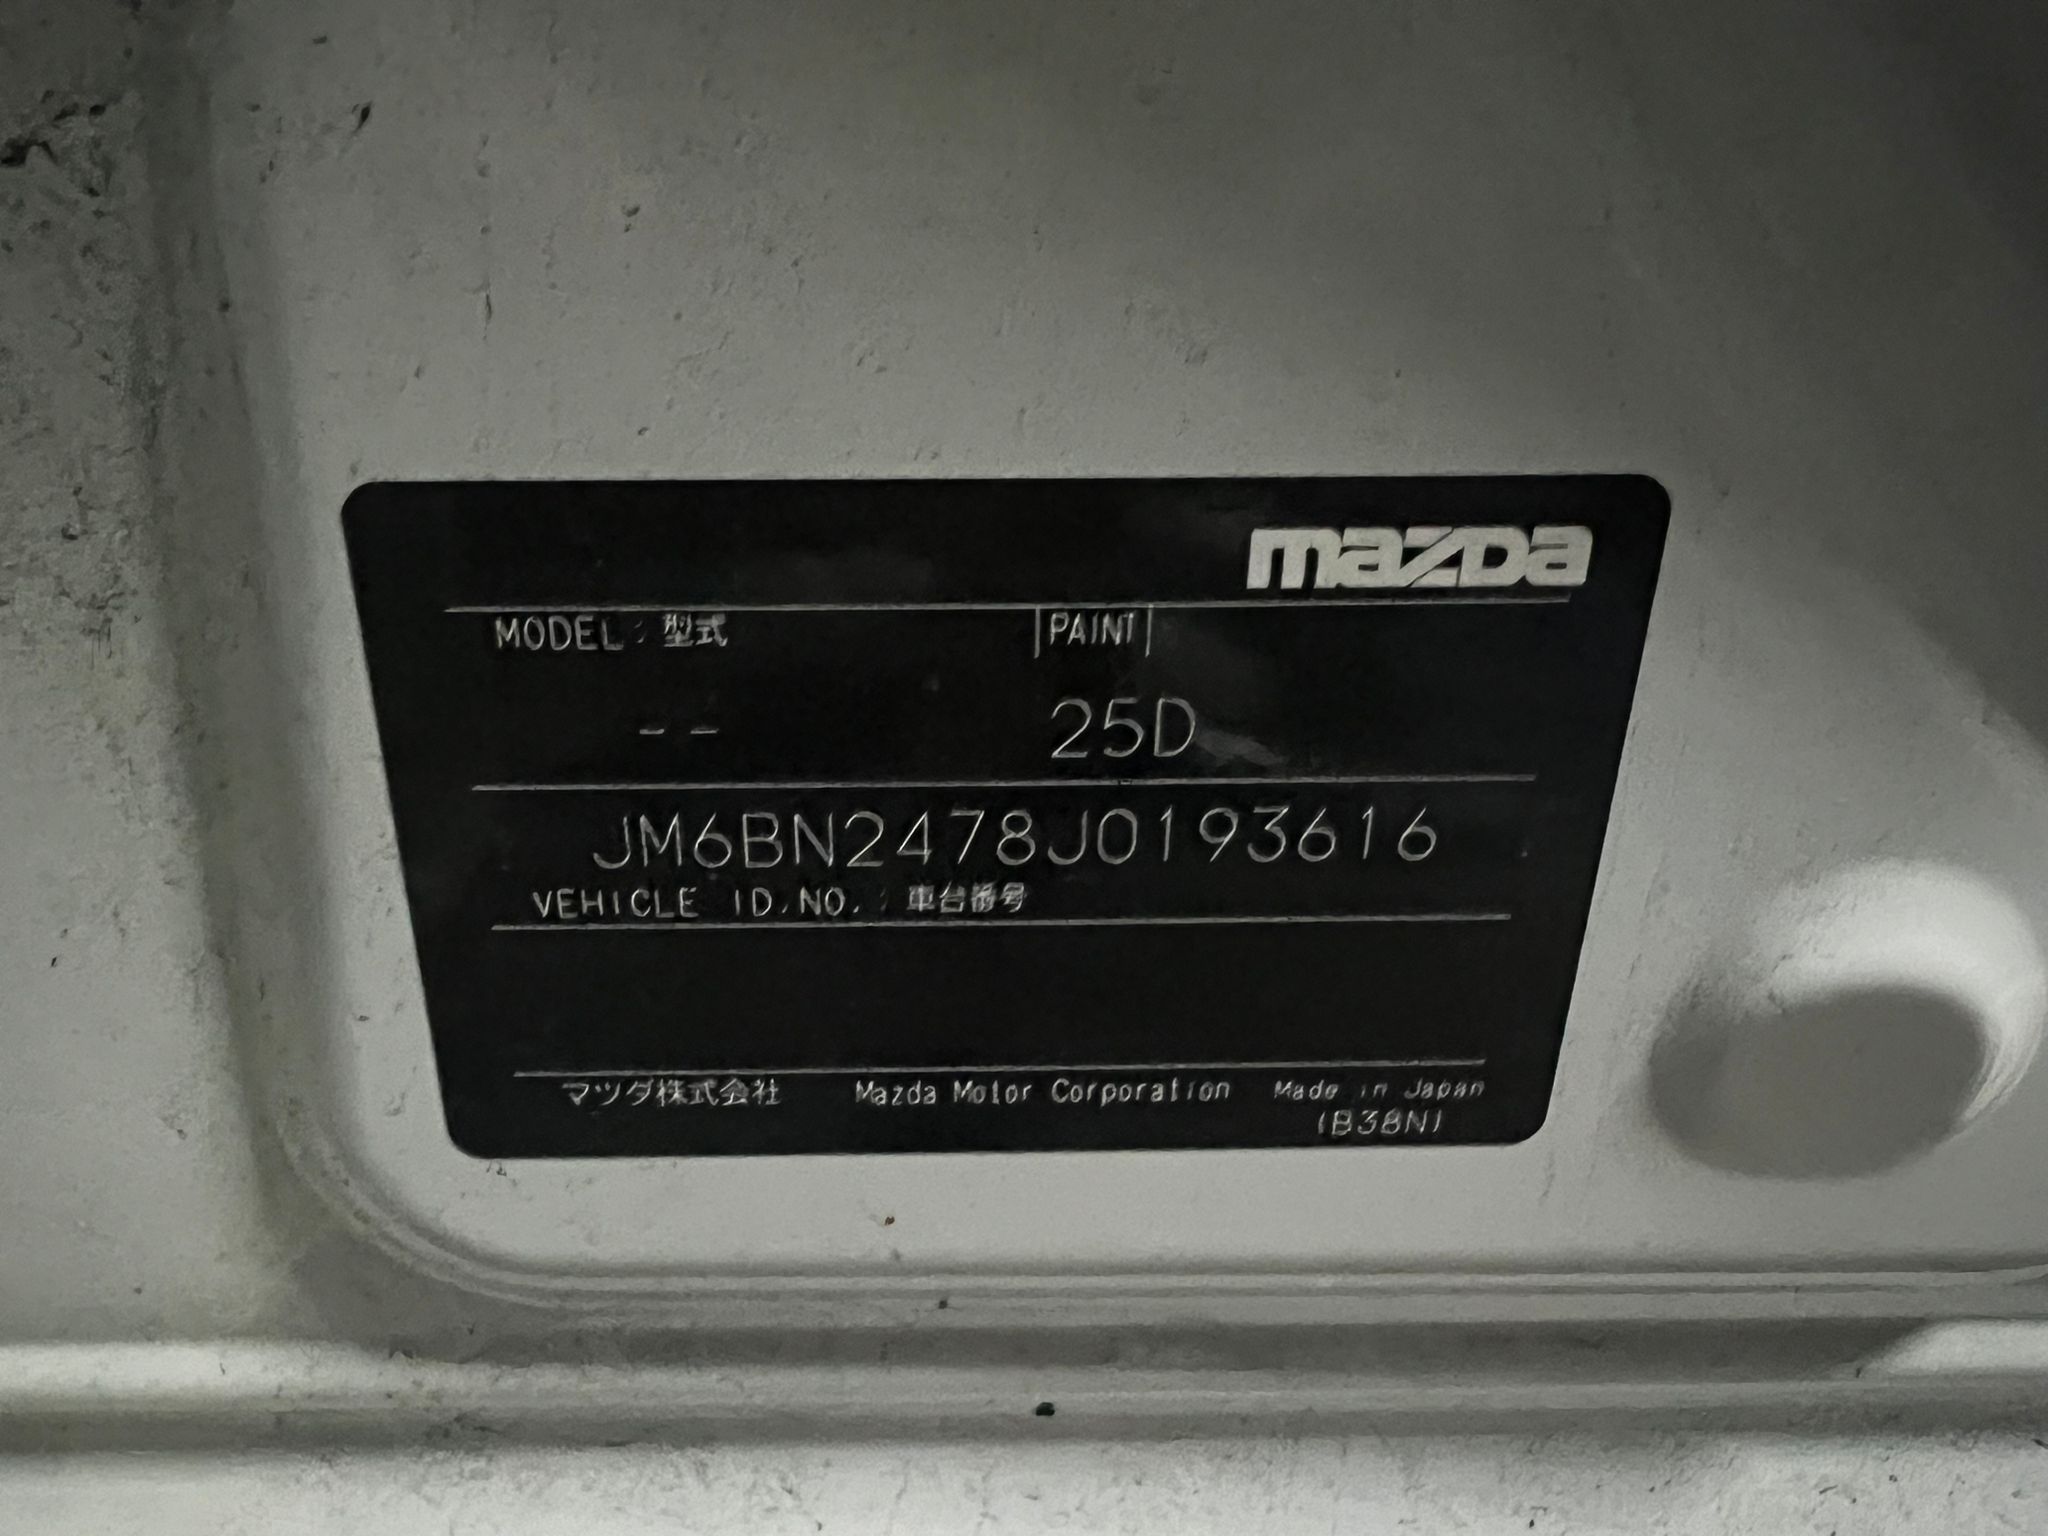 mazda
MODEL : 型式 PAINT
-- 25D
JM6BN2478J0193616
VEHICLE ID.NO. : 車台番号
マツダ株式会社 Mazda Motor Corporation Made in Japan
(B38N)